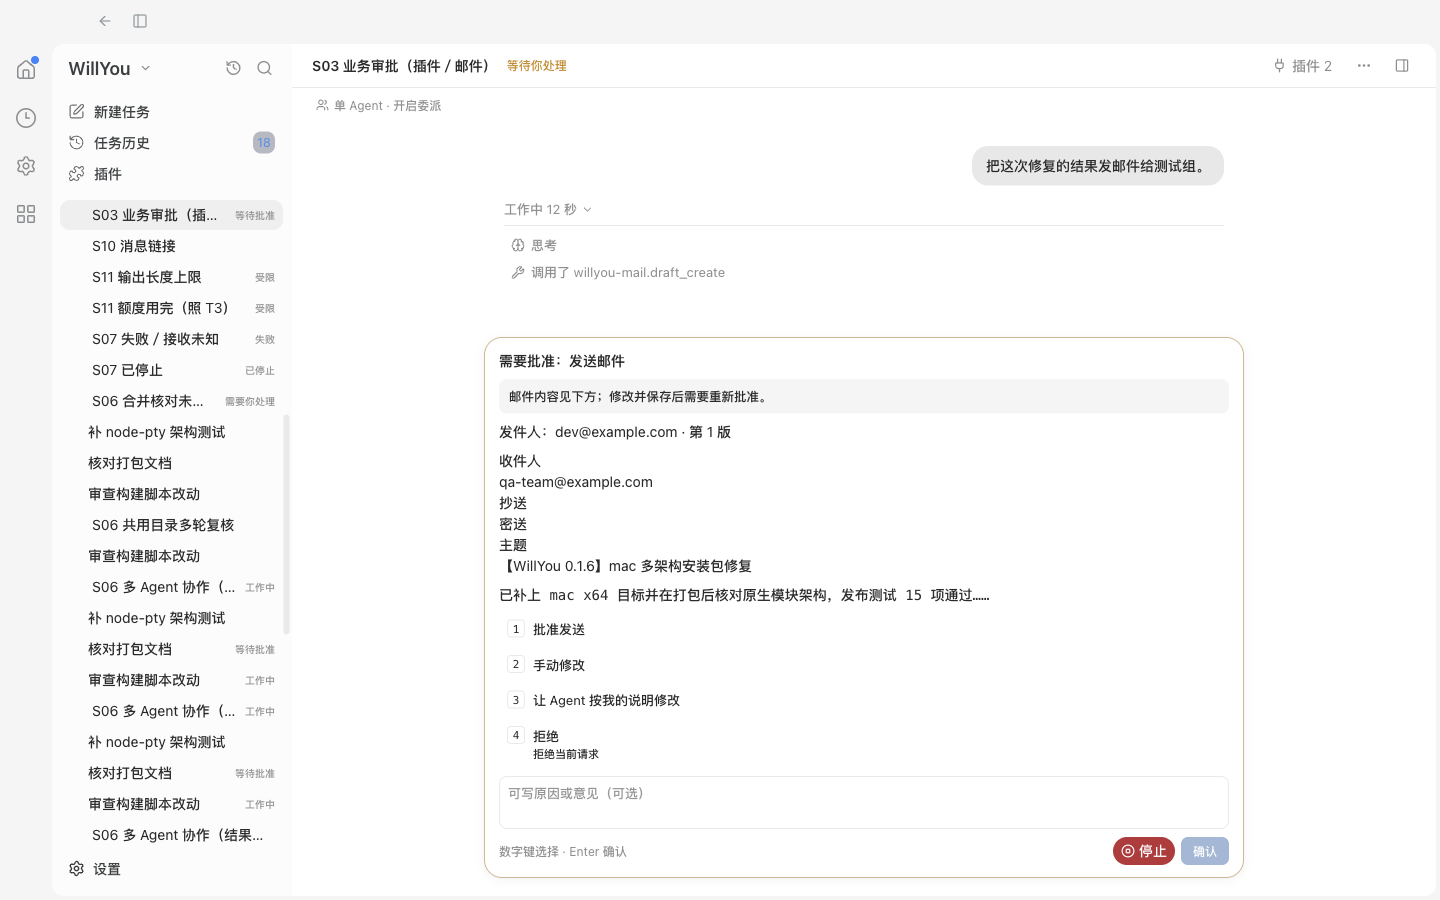 WillYou
新建任务
任务历史 18
插件
S03 业务审批（插... 等待批准
S10 消息链接
S11 输出长度上限 受限
S11 额度用完（照 T3） 受限
S07 失败 / 接收未知 失败
S07 已停止 已停止
S06 合并核对未... 需要你处理
补 node-pty 架构测试
核对打包文档
审查构建脚本改动
S06 共用目录多轮复核
审查构建脚本改动
S06 多 Agent 协作（... 工作中
补 node-pty 架构测试
核对打包文档 等待批准
审查构建脚本改动 工作中
S06 多 Agent 协作（... 工作中
补 node-pty 架构测试
核对打包文档 等待批准
审查构建脚本改动 工作中
S06 多 Agent 协作（结果...
设置
S03 业务审批（插件 / 邮件） 等待你处理
插件 2
单 Agent · 开启委派
把这次修复的结果发邮件给测试组。
工作中 12 秒
思考
调用了 willyou-mail.draft_create
需要批准：发送邮件
邮件内容见下方；修改并保存后需要重新批准。
发件人：dev@example.com · 第 1 版
收件人
qa-team@example.com
抄送
密送
主题
【WillYou 0.1.6】mac 多架构安装包修复
已补上 mac x64 目标并在打包后核对原生模块架构，发布测试 15 项通过……
1 批准发送
2 手动修改
3 让 Agent 按我的说明修改
4 拒绝
拒绝当前请求
可写原因或意见（可选）
数字键选择 · Enter 确认
停止
确认